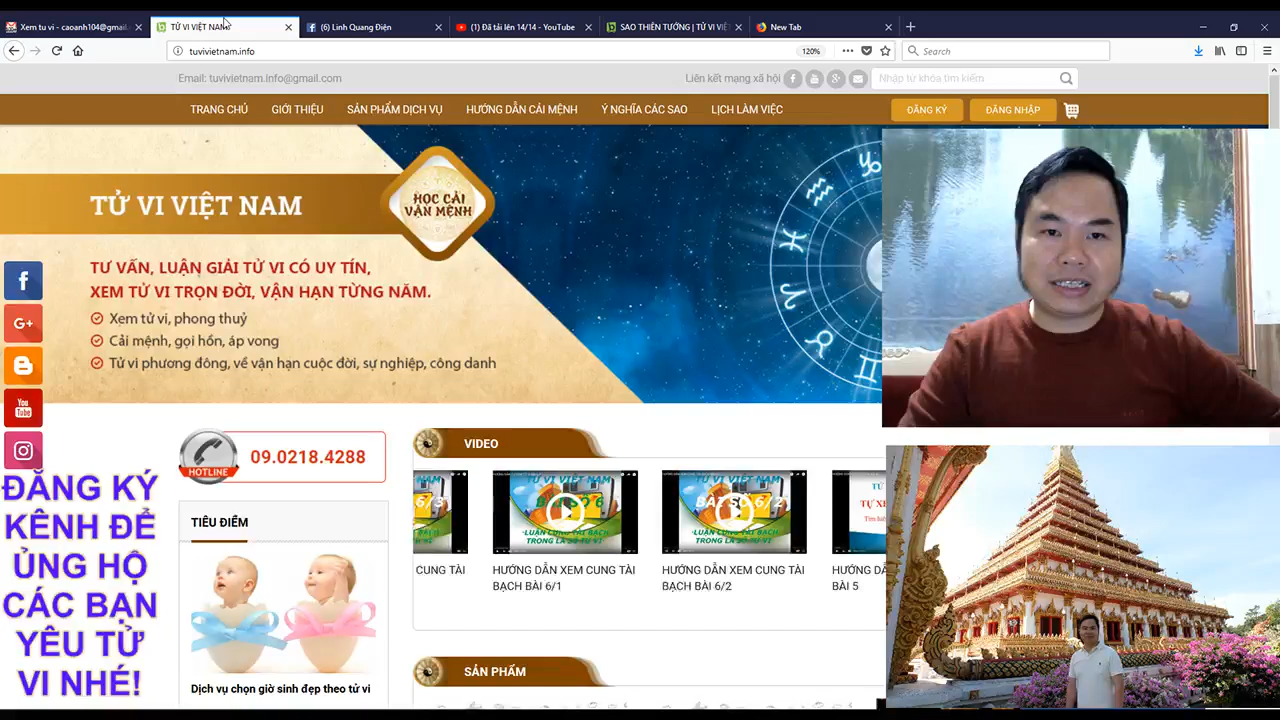 Xem tu vi - caoanh104@gmail.
TỬ VI VIỆT NAM
(6) Linh Quang Điện
(1) Đã tải lên 14/14 - YouTube
SAO THIÊN TƯỚNG | TỬ VI VIỆT
New Tab
tuvivietnam.info
120%
Search
Email: tuvivietnam.info@gmail.com
Liên kết mạng xã hội
Nhập từ khóa tìm kiếm
TRANG CHỦ
GIỚI THIỆU
SẢN PHẨM DỊCH VỤ
HƯỚNG DẪN CẢI MỆNH
Ý NGHĨA CÁC SAO
LỊCH LÀM VIỆC
ĐĂNG KÝ
ĐĂNG NHẬP
TỬ VI VIỆT NAM
HỌC CẢI
VẬN MỆNH
TƯ VẤN, LUẬN GIẢI TỬ VI CÓ UY TÍN,
XEM TỬ VI TRỌN ĐỜI, VẬN HẠN TỪNG NĂM.
Xem tử vi, phong thuỷ
Cải mệnh, gọi hồn, áp vong
Tử vi phương đông, về vận hạn cuộc đời, sự nghiệp, công danh
HOTLINE
09.0218.4288
VIDEO
TIÊU ĐIỂM
CUNG TÀI
HƯỚNG DẪN XEM CUNG TÀI
BẠCH BÀI 6/1
HƯỚNG DẪN XEM CUNG TÀI
BẠCH BÀI 6/2
HƯỚNG DẪ
BÀI 5
SẢN PHẨM
Dịch vụ chọn giờ sinh đẹp theo tử vi
You
Tube
ĐĂNG KÝ
KÊNH ĐỂ
ỦNG HỘ
CÁC BẠN
YÊU TỬ
VI NHÉ!